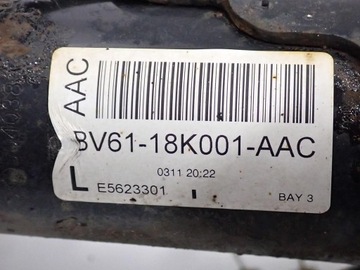 AAC
BV61-18K001-AAC
0311 20:22
L E5623301
BAY 3